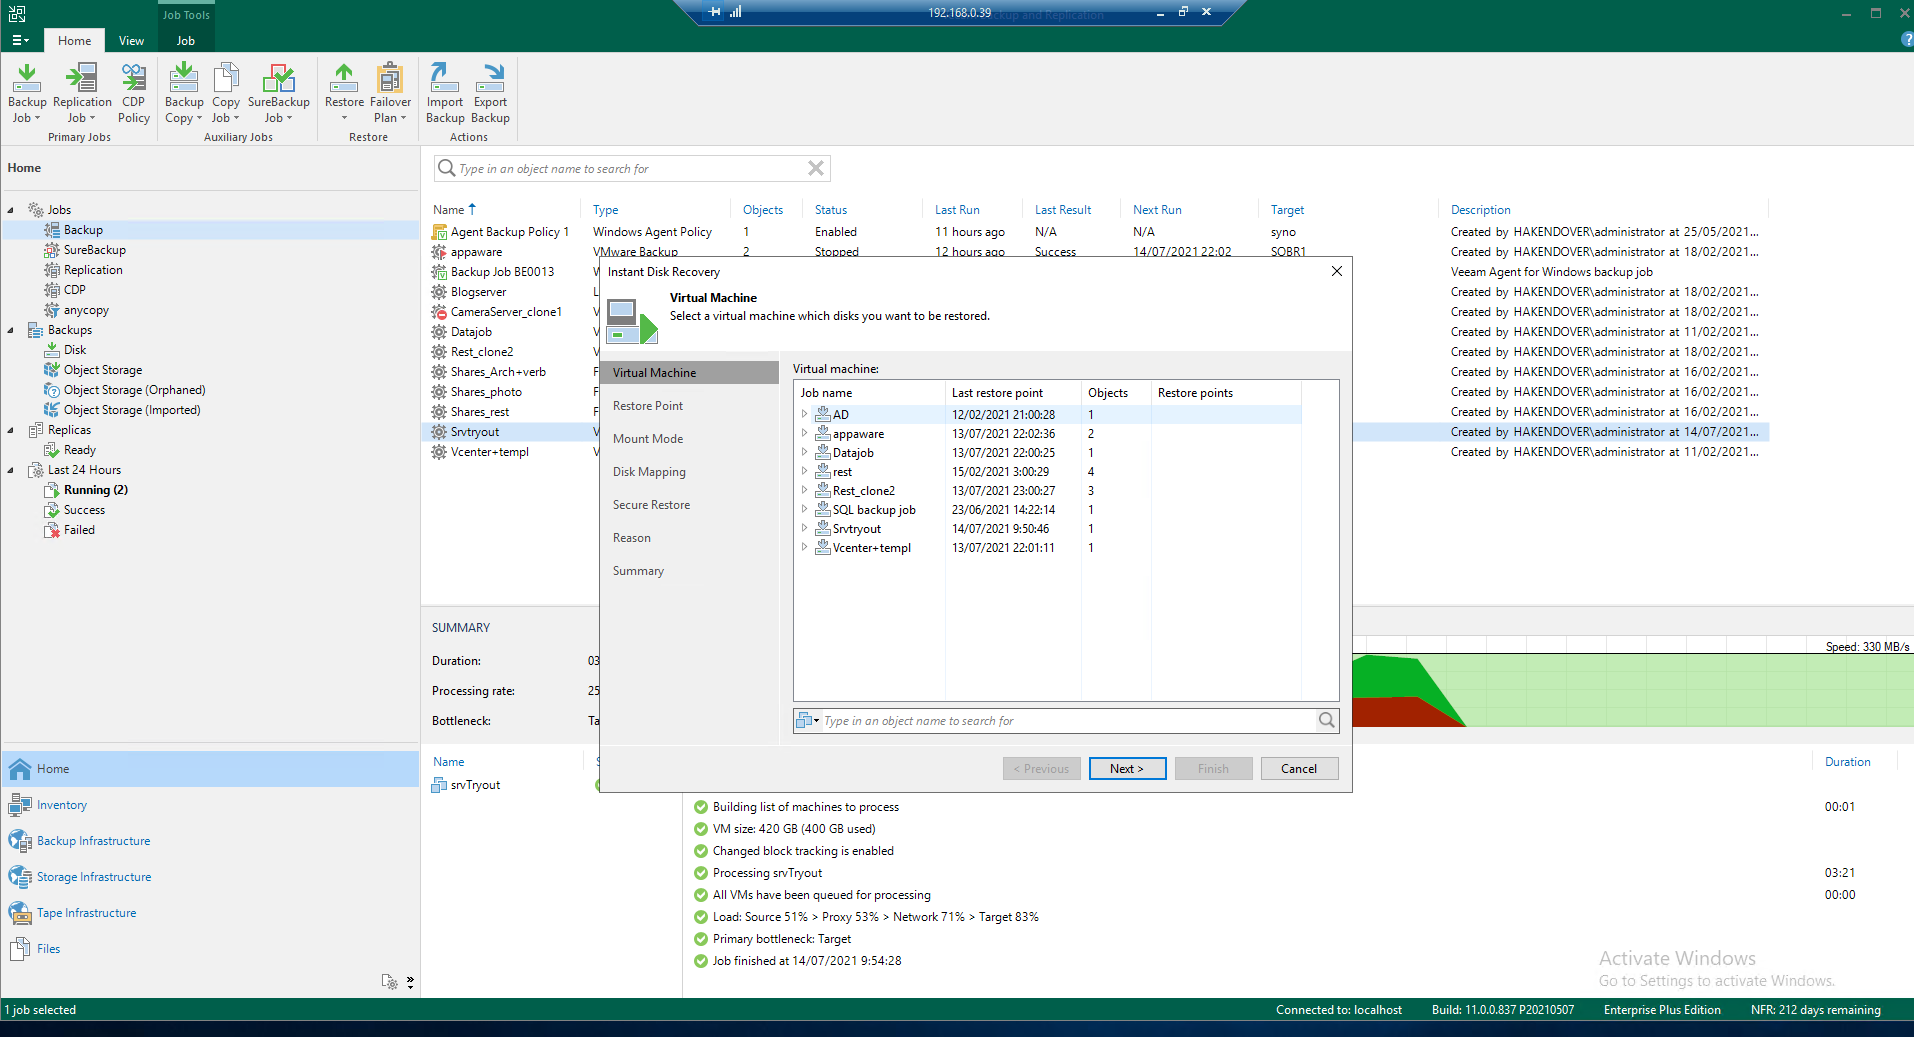 Job Tools
192.168.0.39
ckup and Replication
Home
View
Job
Backup Job
Replication Job
CDP Policy
Backup Copy
Copy Job
SureBackup Job
Restore
Failover Plan
Import Backup
Export Backup
Primary Jobs
Auxiliary Jobs
Restore
Actions
Home
Jobs
Backup
SureBackup
Replication
CDP
anycopy
Backups
Disk
Object Storage
Object Storage (Orphaned)
Object Storage (Imported)
Replicas
Ready
Last 24 Hours
Running (2)
Success
Failed
Home
Inventory
Backup Infrastructure
Storage Infrastructure
Tape Infrastructure
Files
Type in an object name to search for
Name Type Objects Status Last Run Last Result Next Run Target Description
Agent Backup Policy 1 Windows Agent Policy 1 Enabled 11 hours ago N/A N/A syno Created by HAKENDOVER\administrator at 25/05/2021...
appaware VMware Backup 2 Stopped 12 hours ago Success 14/07/2021 22:02 SOBR1 Created by HAKENDOVER\administrator at 18/02/2021...
Backup Job BE0013 W Veeam Agent for Windows backup job
Blogserver L Created by HAKENDOVER\administrator at 18/02/2021...
CameraServer_clone1 V Created by HAKENDOVER\administrator at 18/02/2021...
Datajob V Created by HAKENDOVER\administrator at 11/02/2021...
Rest_clone2 V Created by HAKENDOVER\administrator at 18/02/2021...
Shares_Arch+verb F Created by HAKENDOVER\administrator at 16/02/2021...
Shares_photo F Created by HAKENDOVER\administrator at 16/02/2021...
Shares_rest F Created by HAKENDOVER\administrator at 16/02/2021...
Srvtryout V Created by HAKENDOVER\administrator at 14/07/2021...
Vcenter+templ V Created by HAKENDOVER\administrator at 11/02/2021...
Instant Disk Recovery
Virtual Machine
Select a virtual machine which disks you want to be restored.
Virtual Machine
Restore Point
Mount Mode
Disk Mapping
Secure Restore
Reason
Summary
Virtual machine:
Job name Last restore point Objects Restore points
AD 12/02/2021 21:00:28 1
appaware 13/07/2021 22:02:36 2
Datajob 13/07/2021 22:00:25 1
rest 15/02/2021 3:00:29 4
Rest_clone2 13/07/2021 23:00:27 3
SQL backup job 23/06/2021 14:22:14 1
Srvtryout 14/07/2021 9:50:46 1
Vcenter+templ 13/07/2021 22:01:11 1
Type in an object name to search for
< Previous
Next >
Finish
Cancel
SUMMARY
Duration: 03
Processing rate: 25
Bottleneck: Ta
Speed: 330 MB/s
Name S Duration
srvTryout
Building list of machines to process 00:01
VM size: 420 GB (400 GB used)
Changed block tracking is enabled
Processing srvTryout 03:21
All VMs have been queued for processing 00:00
Load: Source 51% > Proxy 53% > Network 71% > Target 83%
Primary bottleneck: Target
Job finished at 14/07/2021 9:54:28
Activate Windows
Go to Settings to activate Windows.
1 job selected
Connected to: localhost
Build: 11.0.0.837 P20210507
Enterprise Plus Edition
NFR: 212 days remaining